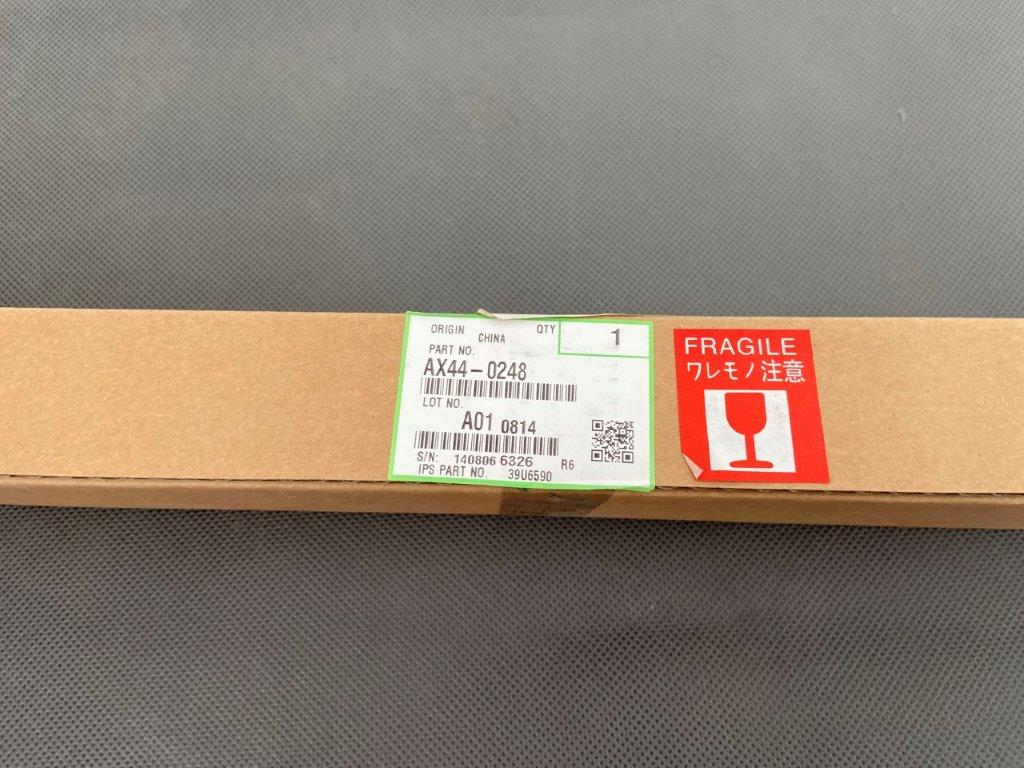 ORIGIN CHINA QTY 1
PART NO.
AX44-0248
LOT NO.
A01 0814
S/N: 140806 6326 R6
IPS PART NO. 39U6590
FRAGILE
ワレモノ注意